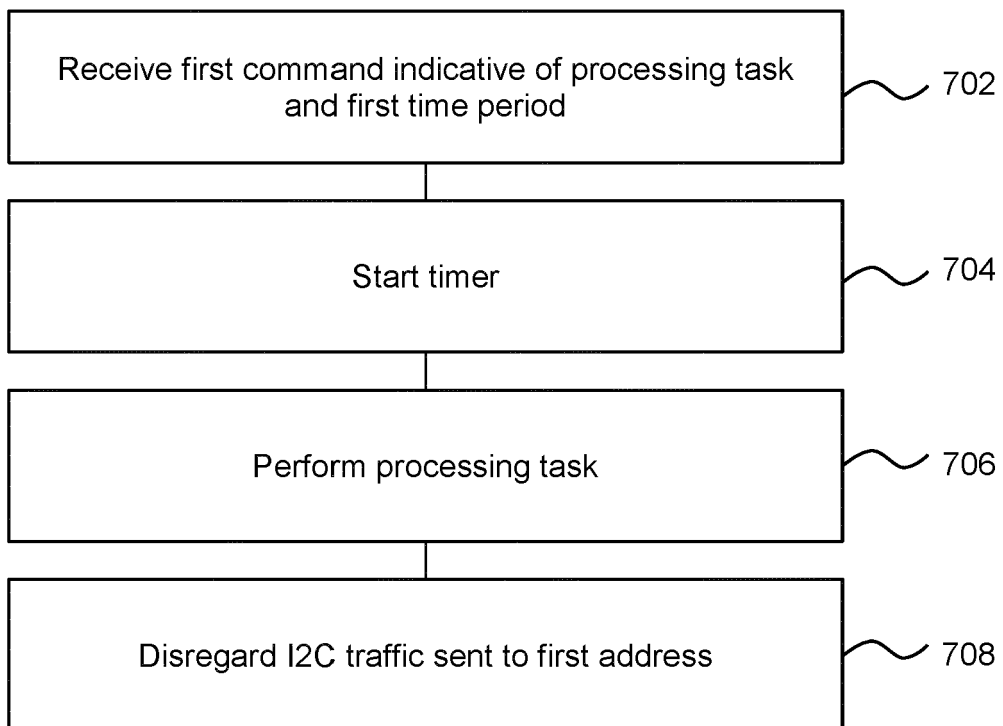 Receive first command indicative of processing task
and first time period
702
Start timer
704
Perform processing task
706
Disregard I2C traffic sent to first address
708